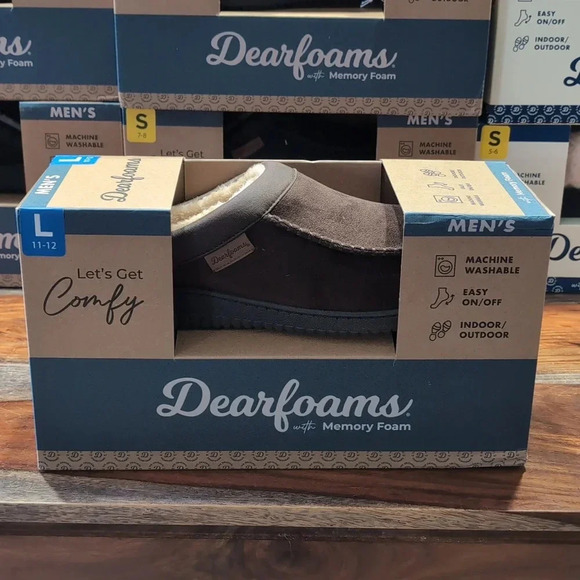 Dearfoams
with Memory Foam
EASY
ON/OFF
INDOOR/
OUTDOOR
MEN'S
S
7-8
Let's Get
MACHINE
WASHABLE
MACHINE
WASHABLE
S
5-6
MEN'S
L
Dearfoams
L
11-12
Let's Get
Comfy
Dearfoams
MEN'S
MACHINE
WASHABLE
EASY
ON/OFF
INDOOR/
OUTDOOR
Dearfoams
with Memory Foam